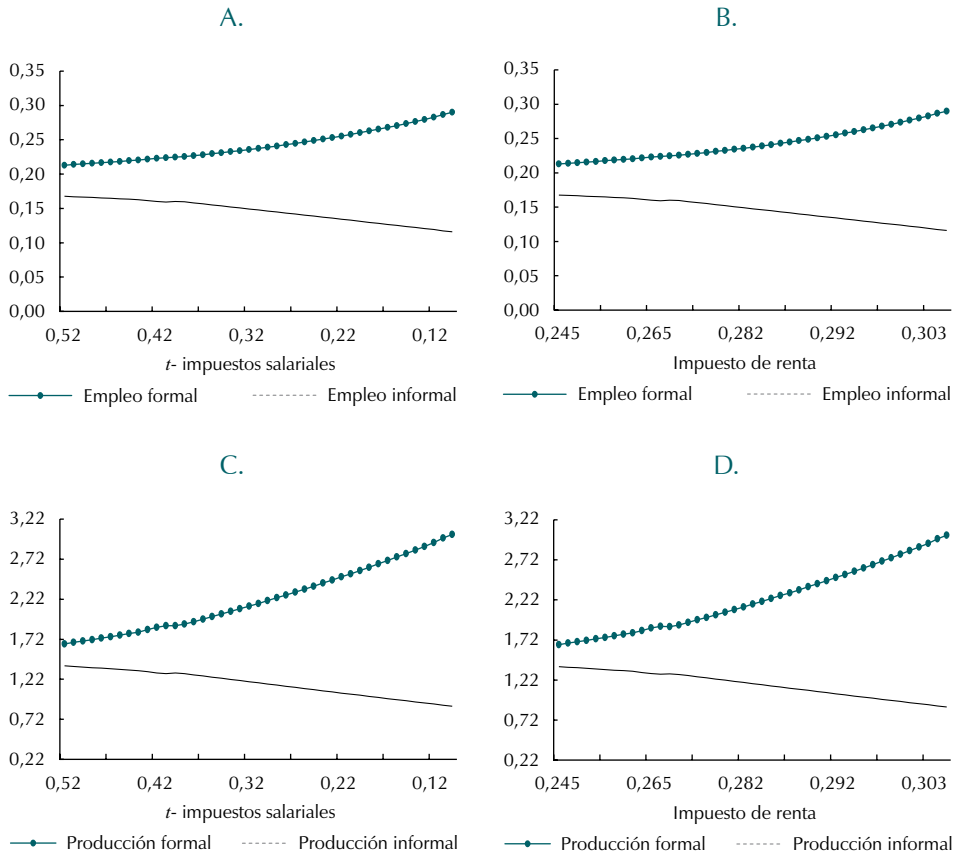 A.
0,35
0,30
0,25
0,20
0,15
0,10
0,05
0,00
0,52 0,42 0,32 0,22 0,12
t- impuestos salariales
Empleo formal Empleo informal
B.
0,35
0,30
0,25
0,20
0,15
0,10
0,05
0,00
0,245 0,265 0,282 0,292 0,303
Impuesto de renta
Empleo formal Empleo informal
C.
3,22
2,72
2,22
1,72
1,22
0,72
0,22
0,52 0,42 0,32 0,22 0,12
t- impuestos salariales
Producción formal Producción informal
D.
3,22
2,72
2,22
1,72
1,22
0,72
0,22
0,245 0,265 0,282 0,292 0,303
Impuesto de renta
Producción formal Producción informal